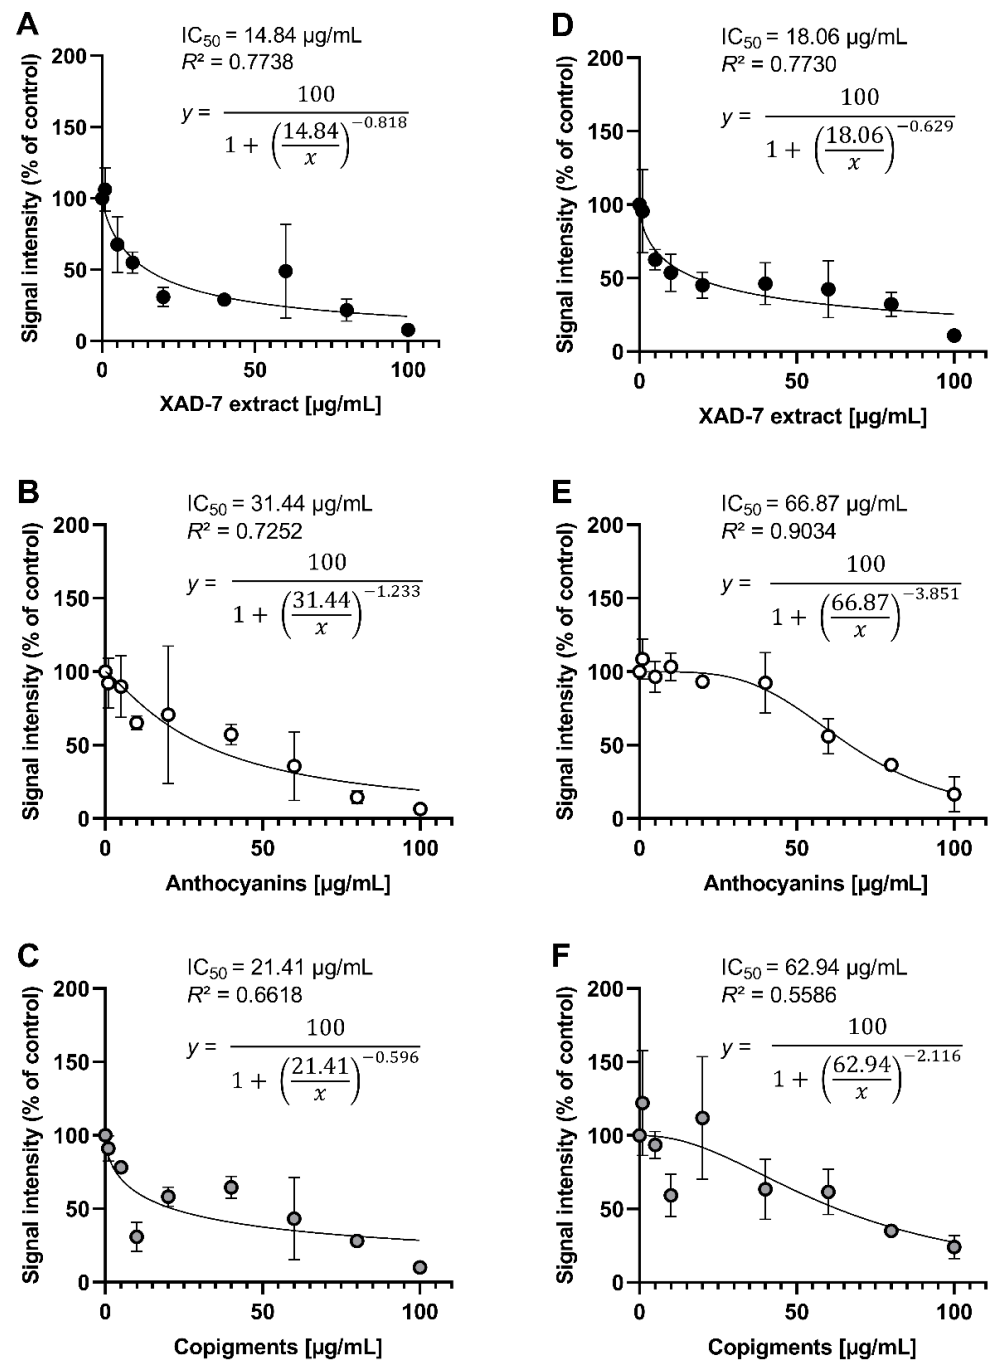 A
IC50 = 14.84 µg/mL
R² = 0.7738
y = 100 / 1 + (14.84 / x)^−0.818
Signal intensity (% of control)
200
150
100
50
0
0 50 100
XAD-7 extract [µg/mL]
D
IC50 = 18.06 µg/mL
R² = 0.7730
y = 100 / 1 + (18.06 / x)^−0.629
Signal intensity (% of control)
200
150
100
50
0
0 50 100
XAD-7 extract [µg/mL]
B
IC50 = 31.44 µg/mL
R² = 0.7252
y = 100 / 1 + (31.44 / x)^−1.233
Signal intensity (% of control)
200
150
100
50
0
0 50 100
Anthocyanins [µg/mL]
E
IC50 = 66.87 µg/mL
R² = 0.9034
y = 100 / 1 + (66.87 / x)^−3.851
Signal intensity (% of control)
200
150
100
50
0
0 50 100
Anthocyanins [µg/mL]
C
IC50 = 21.41 µg/mL
R² = 0.6618
y = 100 / 1 + (21.41 / x)^−0.596
Signal intensity (% of control)
200
150
100
50
0
0 50 100
Copigments [µg/mL]
F
IC50 = 62.94 µg/mL
R² = 0.5586
y = 100 / 1 + (62.94 / x)^−2.116
Signal intensity (% of control)
200
150
100
50
0
0 50 100
Copigments [µg/mL]